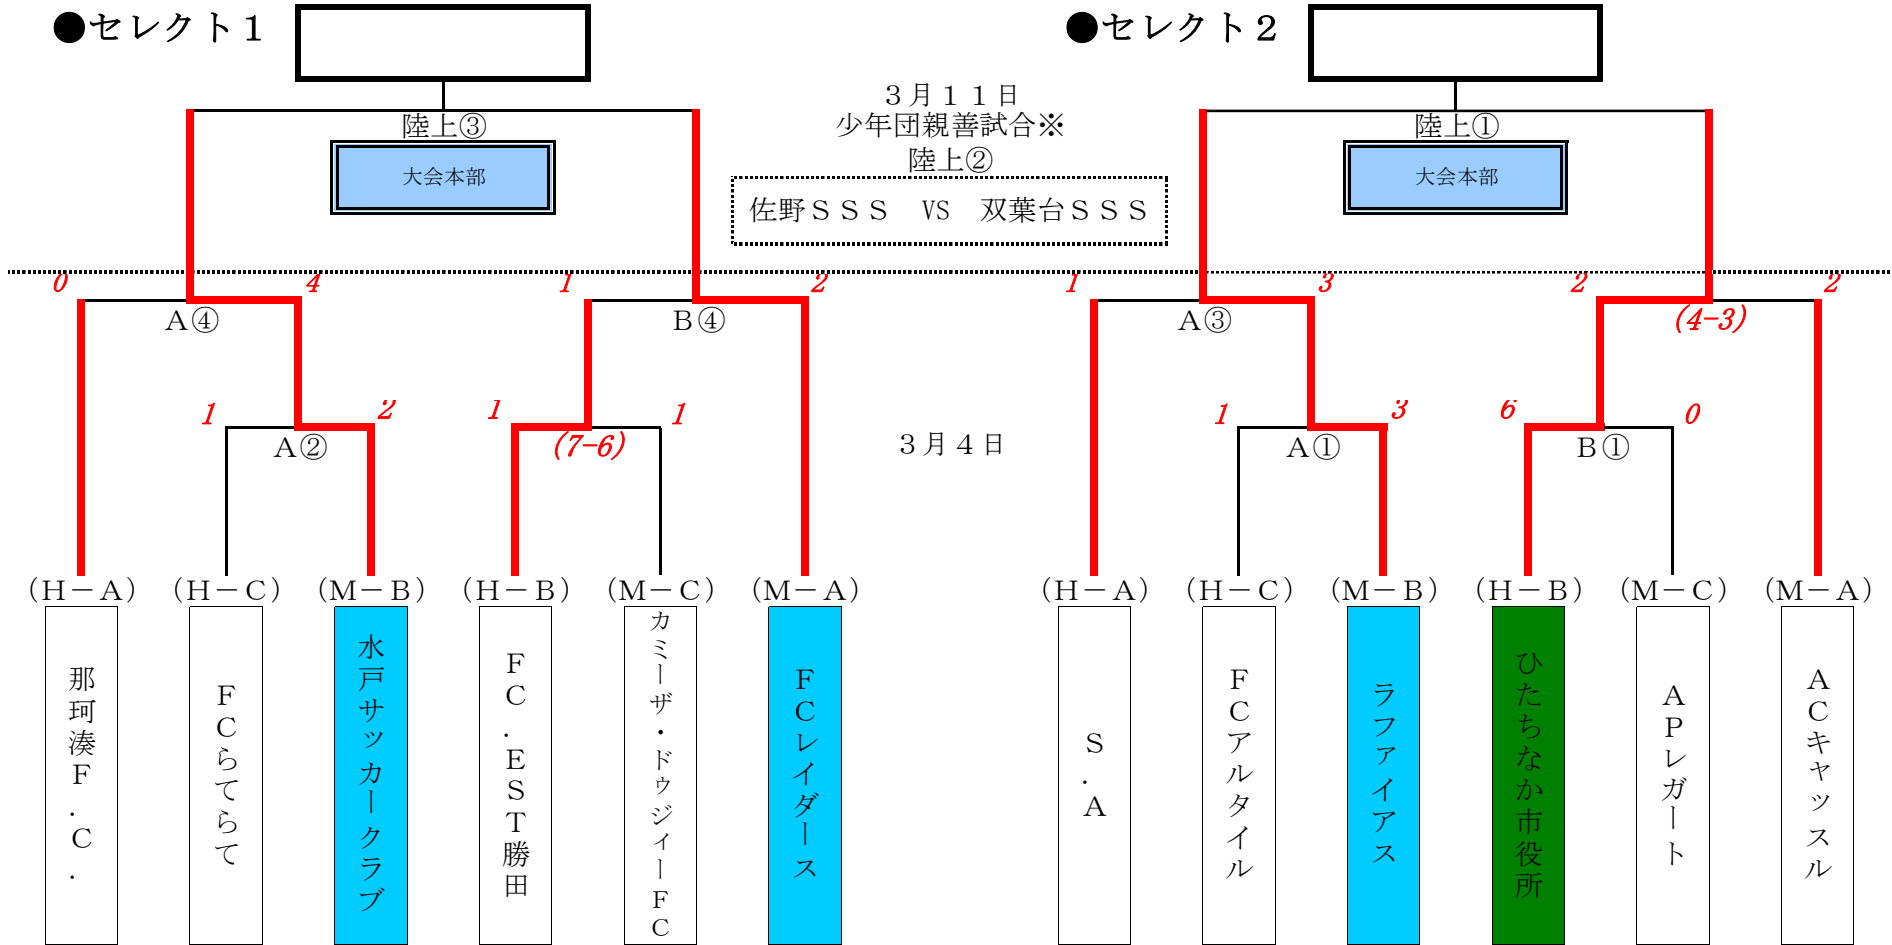 ●セレクト１
●セレクト２
３月１１日
少年団親善試合※
陸上②
佐野ＳＳＳ　VS　双葉台ＳＳＳ
陸上③
大会本部
陸上①
大会本部
0
4
1
2
1
3
2
2
Ａ④
Ｂ④
Ａ③
(4-3)
1
2
1
1
1
3
6
0
Ａ②
(7-6)
３月４日
Ａ①
Ｂ①
(Ｈ－Ａ)
(Ｈ－Ｃ)
(Ｍ－Ｂ)
(Ｈ－Ｂ)
(Ｍ－Ｃ)
(Ｍ－Ａ)
(Ｈ－Ａ)
(Ｈ－Ｃ)
(Ｍ－Ｂ)
(Ｈ－Ｂ)
(Ｍ－Ｃ)
(Ｍ－Ａ)
那珂湊Ｆ．Ｃ．
ＦＣらてらて
水戸サッカークラブ
ＦＣ．ＥＳＴ勝田
カミーザ・ドゥジィーＦＣ
ＦＣレイダース
Ｓ．Ａ
ＦＣアルタイル
ラファイアス
ひたちなか市役所
ＡＰレガート
ＡＣキャッスル